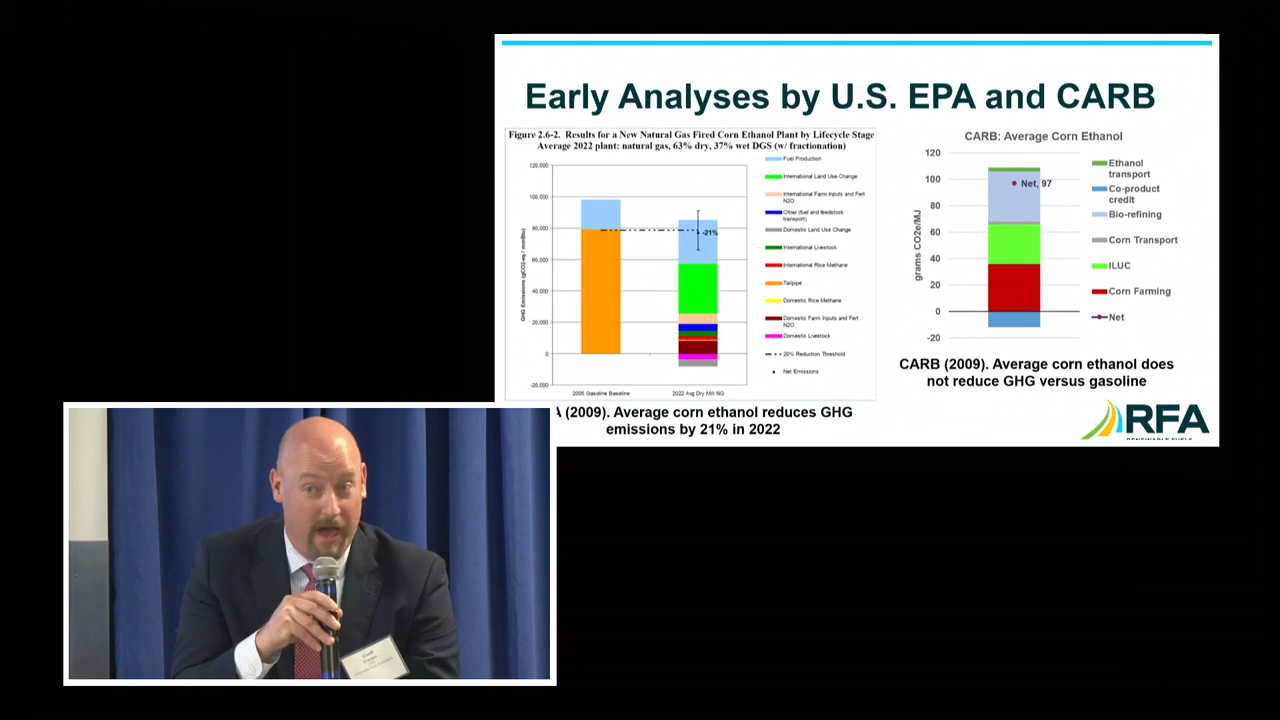 Early Analyses by U.S. EPA and CARB
Figure 2.6-2. Results for a New Natural Gas Fired Corn Ethanol Plant by Lifecycle Stage
Average 2022 plant: natural gas, 63% dry, 37% wet DGS (w/ fractionation)
GHG Emissions (gCO2-eq / mmBtu)
120,000
100,000
80,000
60,000
40,000
20,000
0
-20,000
-21%
2005 Gasoline Baseline
2022 Avg Dry Mill NG
Fuel Production
International Land Use Change
International Farm Inputs and Fert
N2O
Other (fuel and feedstock
transport)
Domestic Land Use Change
International Livestock
International Rice Methane
Tailpipe
Domestic Rice Methane
Domestic Farm Inputs and Fert
N2O
Domestic Livestock
20% Reduction Threshold
Net Emissions
A (2009). Average corn ethanol reduces GHG
emissions by 21% in 2022
CARB: Average Corn Ethanol
grams CO2e/MJ
120
100
80
60
40
20
0
-20
Net, 97
Ethanol
transport
Co-product
credit
Bio-refining
Corn Transport
ILUC
Corn Farming
Net
CARB (2009). Average corn ethanol does
not reduce GHG versus gasoline
RFA
RENEWABLE FUELS
Geoff